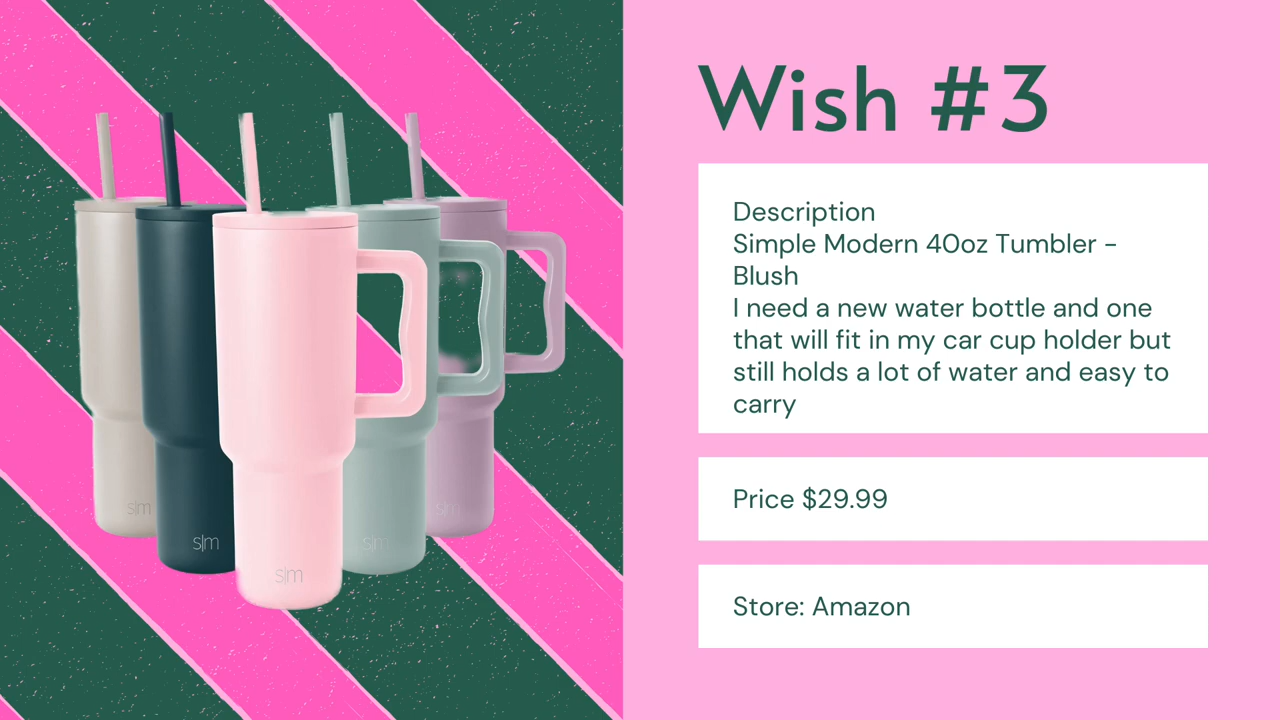 Wish #3
Description
Simple Modern 40oz Tumbler -
Blush
I need a new water bottle and one
that will fit in my car cup holder but
still holds a lot of water and easy to
carry
Price $29.99
Store: Amazon
s|m
s|m
s|m
s|m